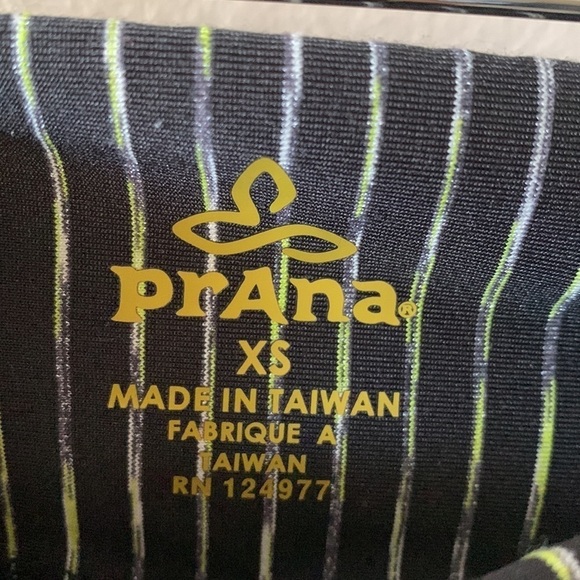 prAna®
XS
MADE IN TAIWAN
FABRIQUE A
TAIWAN
RN 124977